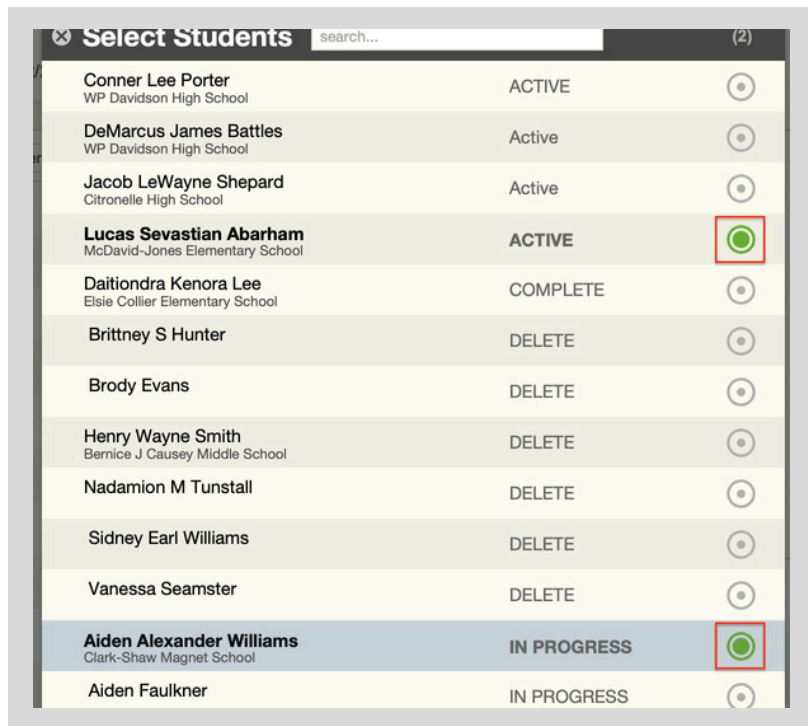 Select Students search... (2)
Conner Lee Porter ACTIVE
WP Davidson High School
DeMarcus James Battles Active
WP Davidson High School
Jacob LeWayne Shepard Active
Citronelle High School
Lucas Sevastian Abarham ACTIVE
McDavid-Jones Elementary School
Daitiondra Kenora Lee COMPLETE
Elsie Collier Elementary School
Brittney S Hunter DELETE
Brody Evans DELETE
Henry Wayne Smith DELETE
Bernice J Causey Middle School
Nadamion M Tunstall DELETE
Sidney Earl Williams DELETE
Vanessa Seamster DELETE
Aiden Alexander Williams IN PROGRESS
Clark-Shaw Magnet School
Aiden Faulkner IN PROGRESS